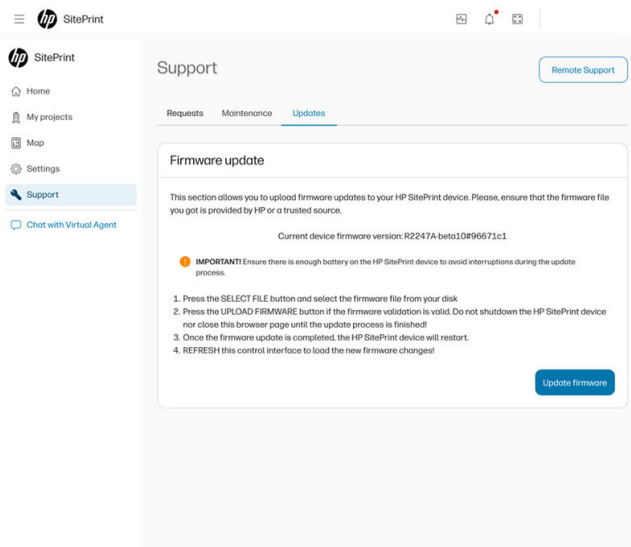 hp SitePrint
hp SitePrint
Home
My projects
Map
Settings
Support
Chat with Virtual Agent
Support
Remote Support
Requests Maintenance Updates
Firmware update
This section allows you to upload firmware updates to your HP SitePrint device. Please, ensure that the firmware file
you got is provided by HP or a trusted source.
Current device firmware version: R2247A-beta10#96671c1
IMPORTANT! Ensure there is enough battery on the HP SitePrint device to avoid interruptions during the update
process.
1. Press the SELECT FILE button and select the firmware file from your disk
2. Press the UPLOAD FIRMWARE button if the firmware validation is valid. Do not shutdown the HP SitePrint device
nor close this browser page until the update process is finished!
3. Once the firmware update is completed, the HP SitePrint device will restart.
4. REFRESH this control interface to load the new firmware changes!
Update firmware